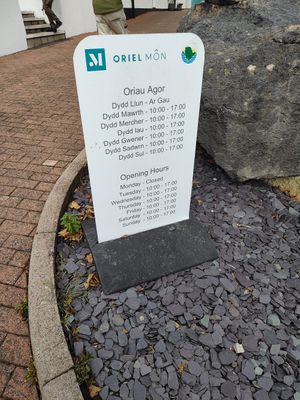 ORIEL MÔN
Oriau Agor
Dydd Llun - Ar Gau
Dydd Mawrth - 10:00 - 17:00
Dydd Mercher - 10:00 - 17:00
Dydd Iau - 10:00 - 17:00
Dydd Gwener - 10:00 - 17:00
Dydd Sadwrn - 10:00 - 17:00
Dydd Sul - 10:00 - 17:00
Opening Hours
Monday - Closed
Tuesday - 10:00 - 17:00
Wednesday - 10:00 - 17:00
Thursday - 10:00 - 17:00
Friday - 10:00 - 17:00
Saturday - 10:00 - 17:00
Sunday - 10:00 - 17:00